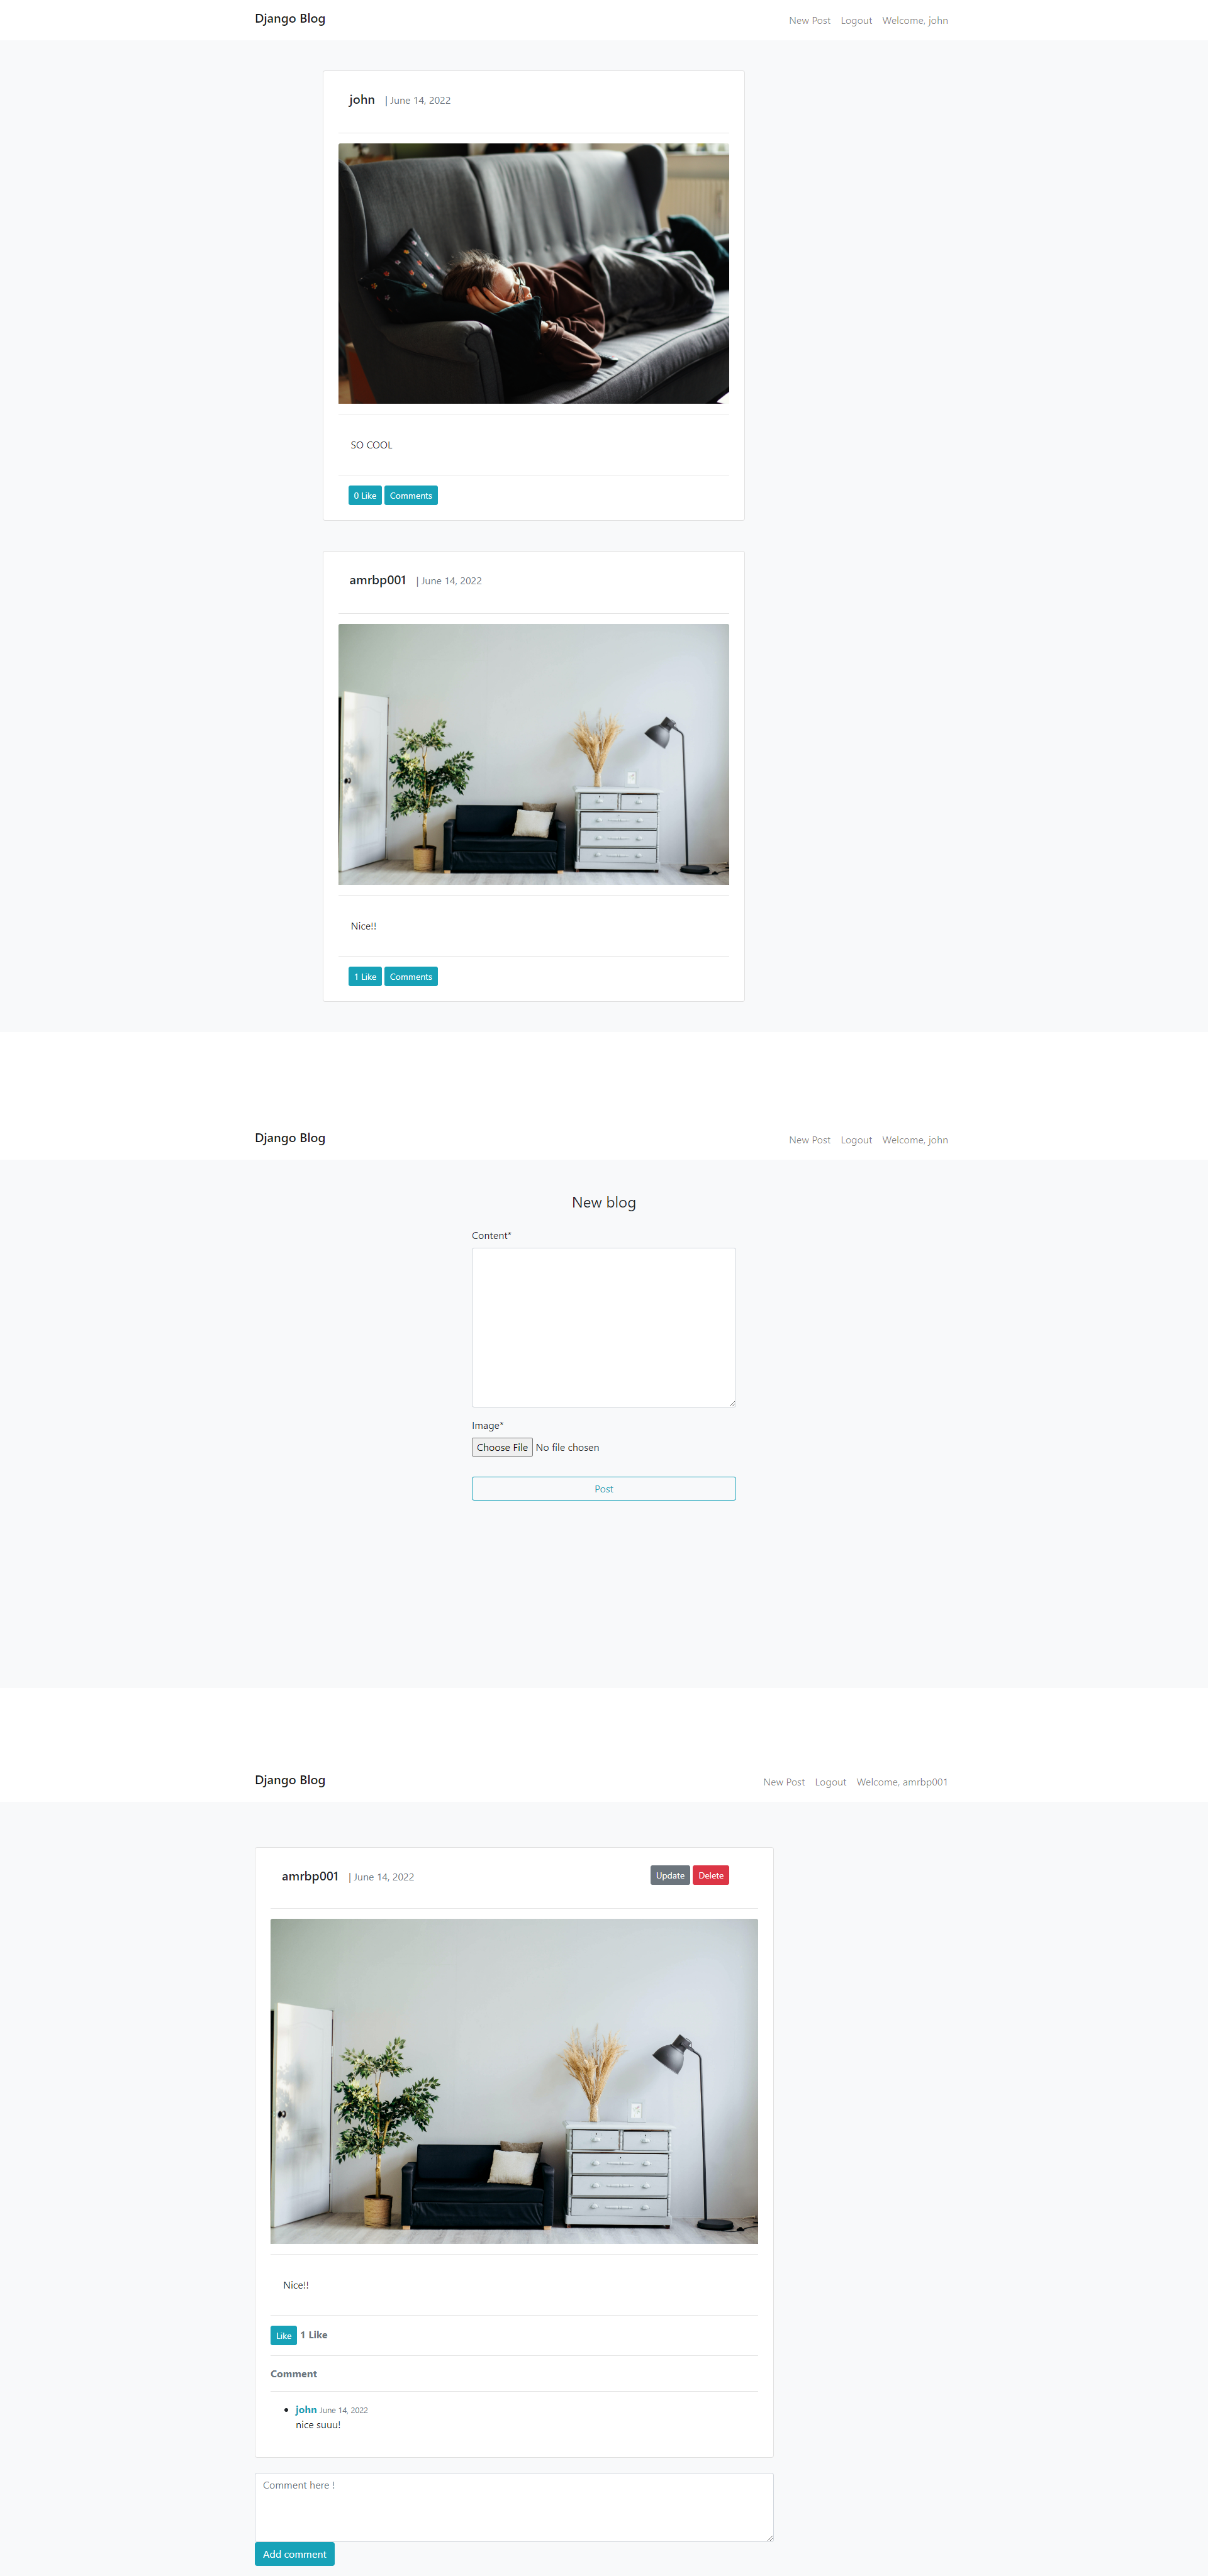 Django Blog
New Post Logout Welcome, john
john | June 14, 2022
SO COOL
0 Like Comments
amrbp001 | June 14, 2022
Nice!!
1 Like Comments
Django Blog
New Post Logout Welcome, john
New blog
Content*
Image*
Choose File No file chosen
Post
Django Blog
New Post Logout Welcome, amrbp001
amrbp001 | June 14, 2022
Update Delete
Nice!!
Like 1 Like
Comment
john June 14, 2022
nice suuu!
Comment here !
Add comment